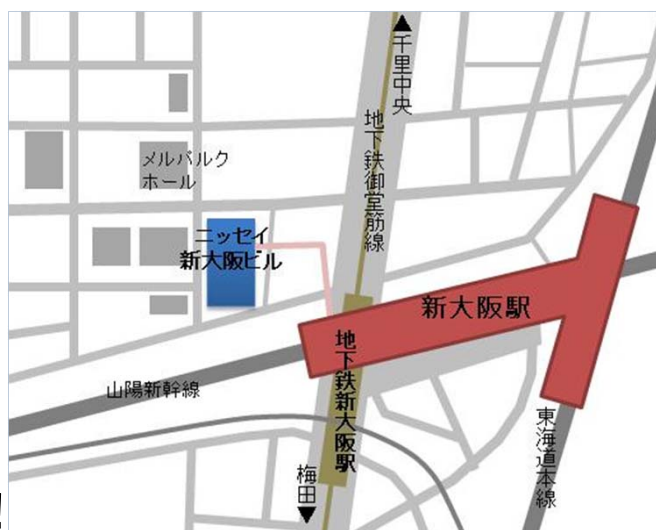 ▲千里中央
地下鉄御堂筋線
メルバルク
ホール
ニッセイ
新大阪ビル
新大阪駅
地下鉄新大阪駅
山陽新幹線
東海道本線
梅田▼